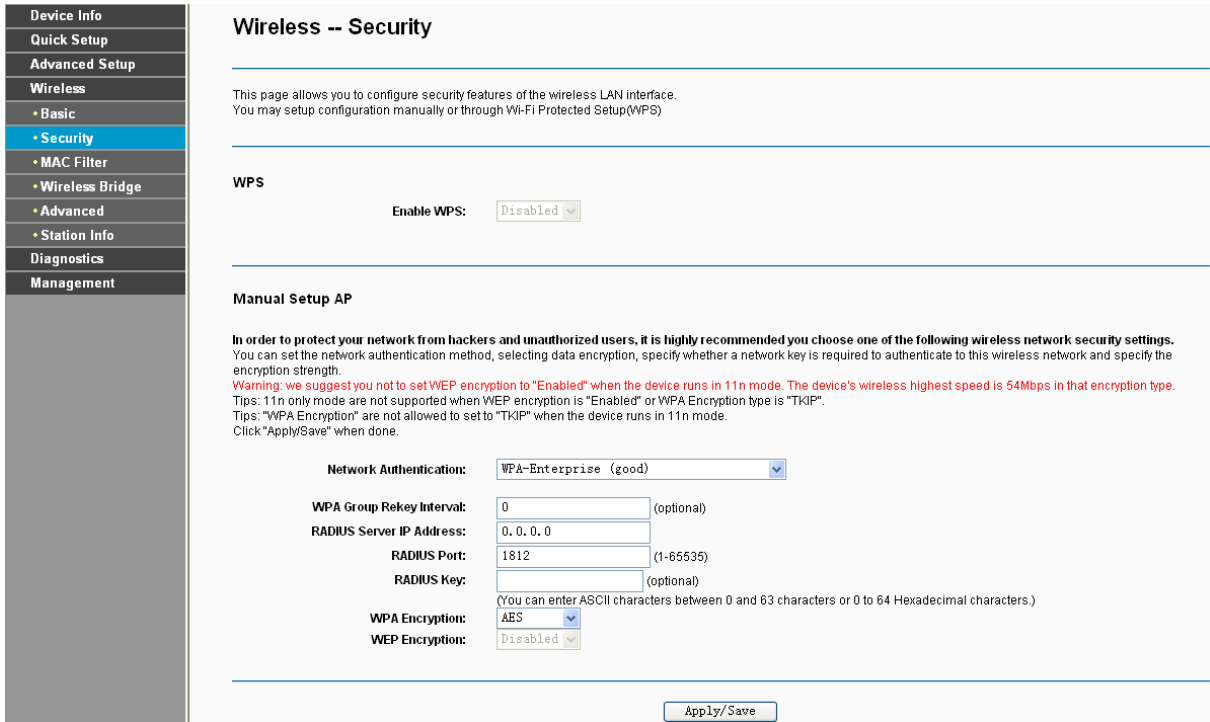 Device Info
Quick Setup
Advanced Setup
Wireless
• Basic
• Security
• MAC Filter
• Wireless Bridge
• Advanced
• Station Info
Diagnostics
Management
Wireless -- Security
This page allows you to configure security features of the wireless LAN interface.
You may setup configuration manually or through Wi-Fi Protected Setup(WPS)
WPS
Enable WPS: Disabled
Manual Setup AP
In order to protect your network from hackers and unauthorized users, it is highly recommended you choose one of the following wireless network security settings.
You can set the network authentication method, selecting data encryption, specify whether a network key is required to authenticate to this wireless network and specify the
encryption strength.
Warning: we suggest you not to set WEP encryption to "Enabled" when the device runs in 11n mode. The device's wireless highest speed is 54Mbps in that encryption type.
Tips: 11n only mode are not supported when WEP encryption is "Enabled" or WPA Encryption type is "TKIP".
Tips: "WPA Encryption" are not allowed to set to "TKIP" when the device runs in 11n mode.
Click "Apply/Save" when done.
Network Authentication: WPA-Enterprise (good)
WPA Group Rekey Interval: 0 (optional)
RADIUS Server IP Address: 0.0.0.0
RADIUS Port: 1812 (1-65535)
RADIUS Key: (optional)
(You can enter ASCII characters between 0 and 63 characters or 0 to 64 Hexadecimal characters.)
WPA Encryption: AES
WEP Encryption: Disabled
Apply/Save